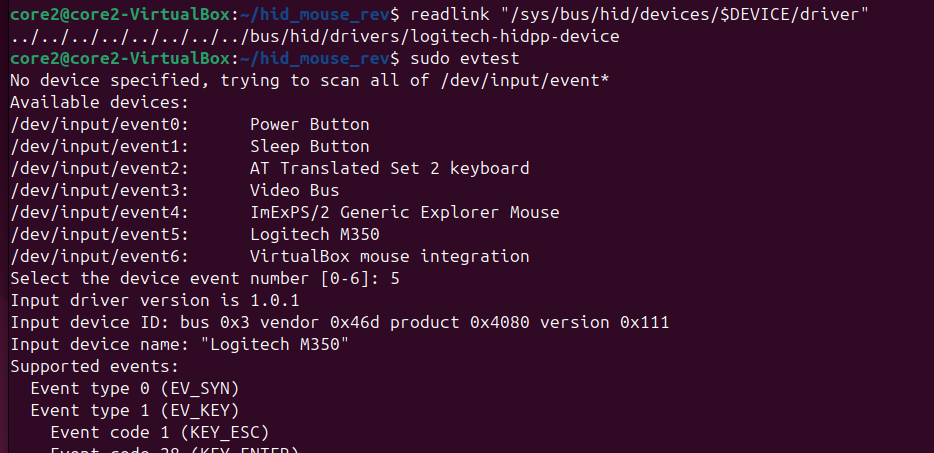 core2@core2-VirtualBox:~/hid_mouse_rev$ readlink "/sys/bus/hid/devices/$DEVICE/driver"
../../../../../../../../bus/hid/drivers/logitech-hidpp-device
core2@core2-VirtualBox:~/hid_mouse_rev$ sudo evtest
No device specified, trying to scan all of /dev/input/event*
Available devices:
/dev/input/event0:      Power Button
/dev/input/event1:      Sleep Button
/dev/input/event2:      AT Translated Set 2 keyboard
/dev/input/event3:      Video Bus
/dev/input/event4:      ImExPS/2 Generic Explorer Mouse
/dev/input/event5:      Logitech M350
/dev/input/event6:      VirtualBox mouse integration
Select the device event number [0-6]: 5
Input driver version is 1.0.1
Input device ID: bus 0x3 vendor 0x46d product 0x4080 version 0x111
Input device name: "Logitech M350"
Supported events:
  Event type 0 (EV_SYN)
  Event type 1 (EV_KEY)
    Event code 1 (KEY_ESC)
    Event code 28 (KEY_ENTER)